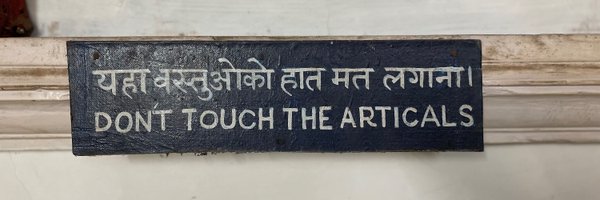 यहा वस्तुओको हात मत लगाना।
DON'T TOUCH THE ARTICALS